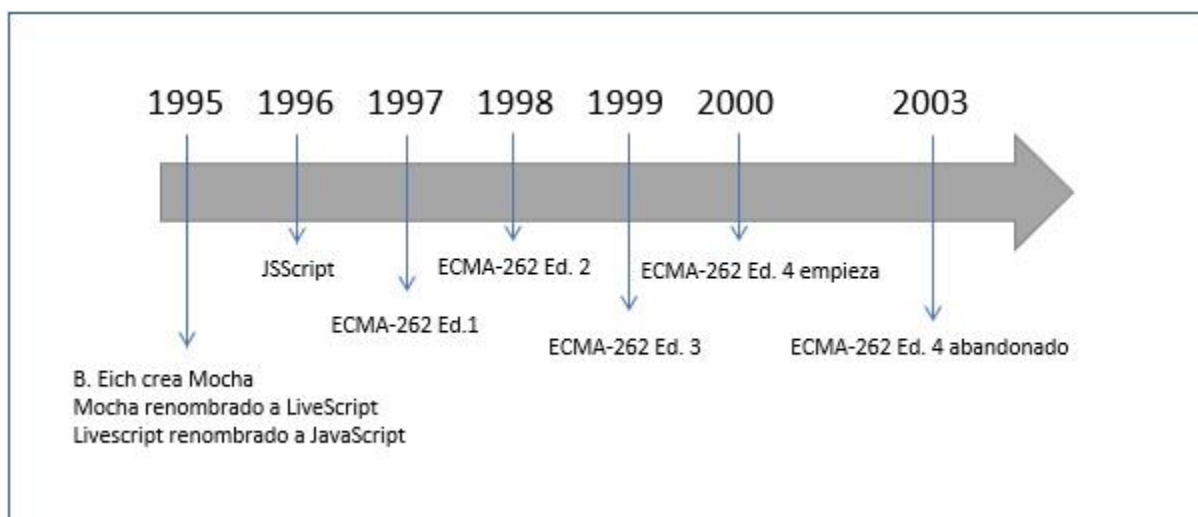 1995 1996 1997 1998 1999 2000 2003
JSScript
ECMA-262 Ed. 2
ECMA-262 Ed. 4 empieza
ECMA-262 Ed.1
ECMA-262 Ed. 3
ECMA-262 Ed. 4 abandonado
B. Eich crea Mocha
Mocha renombrado a LiveScript
Livescript renombrado a JavaScript